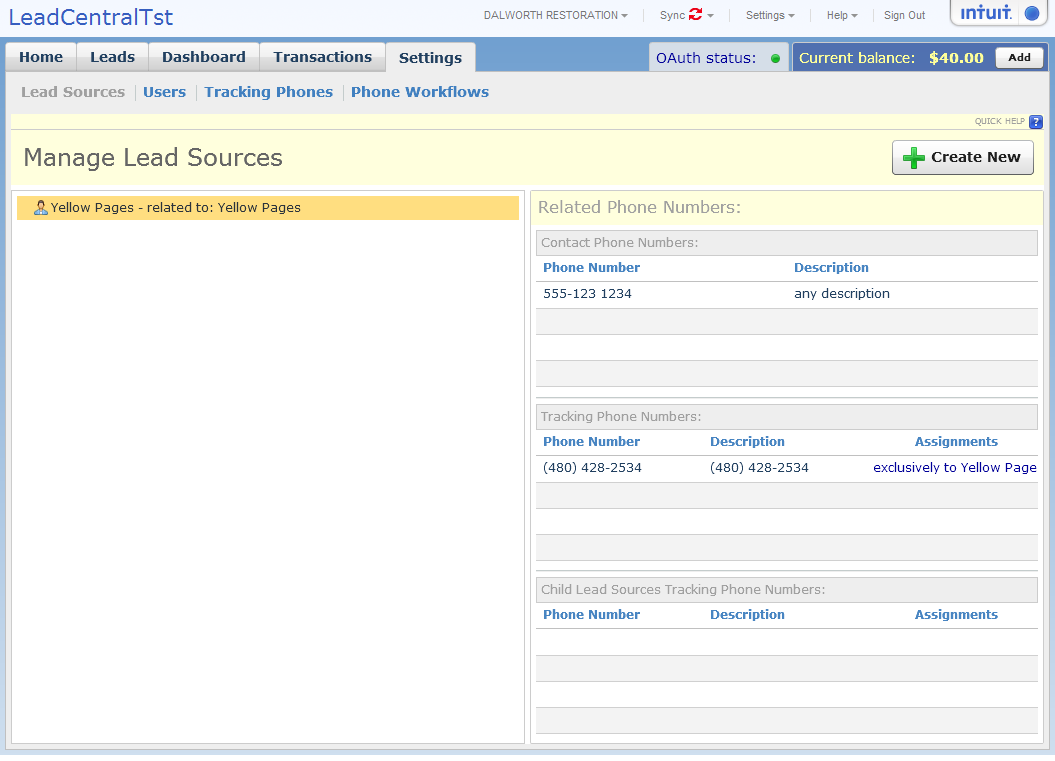 LeadCentralTst
DALWORTH RESTORATION
Sync
Settings
Help
Sign Out
intuit.
Home
Leads
Dashboard
Transactions
Settings
OAuth status:
Current balance: $40.00
Add
Lead Sources
Users
Tracking Phones
Phone Workflows
QUICK HELP ?
Manage Lead Sources
Create New
Yellow Pages - related to: Yellow Pages
Related Phone Numbers:
Contact Phone Numbers:
Phone Number Description
555-123 1234 any description
Tracking Phone Numbers:
Phone Number Description Assignments
(480) 428-2534 (480) 428-2534 exclusively to Yellow Page
Child Lead Sources Tracking Phone Numbers:
Phone Number Description Assignments